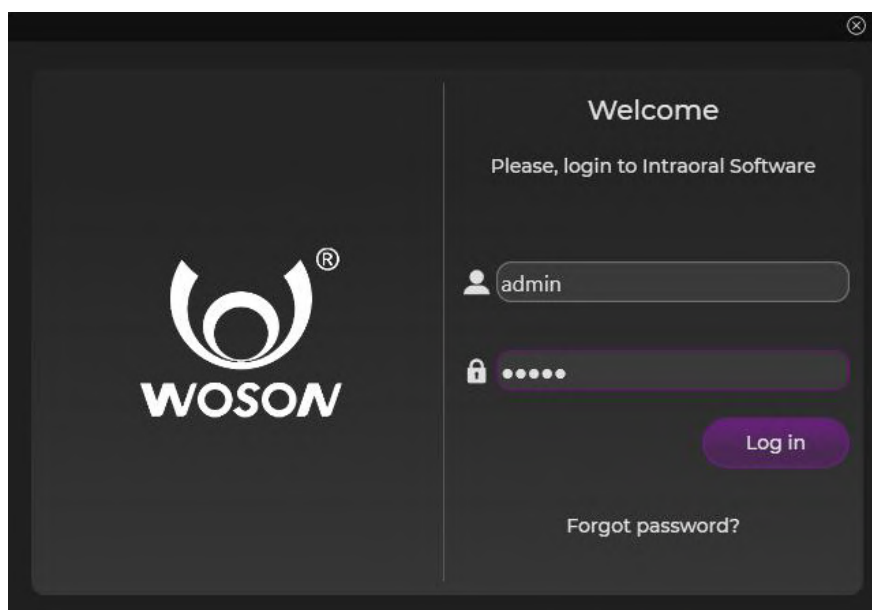 Welcome
Please, login to Intraoral Software
®
WOSON
admin
•••••
Log in
Forgot password?